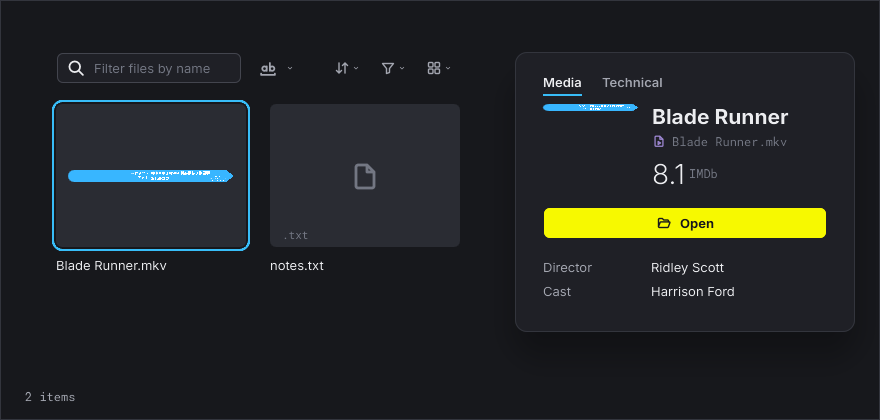 Filter files by name
ab
Media
Technical
Blade Runner
Blade Runner.mkv
8.1 IMDb
Open
.txt
Blade Runner.mkv
notes.txt
Director
Ridley Scott
Cast
Harrison Ford
2 items